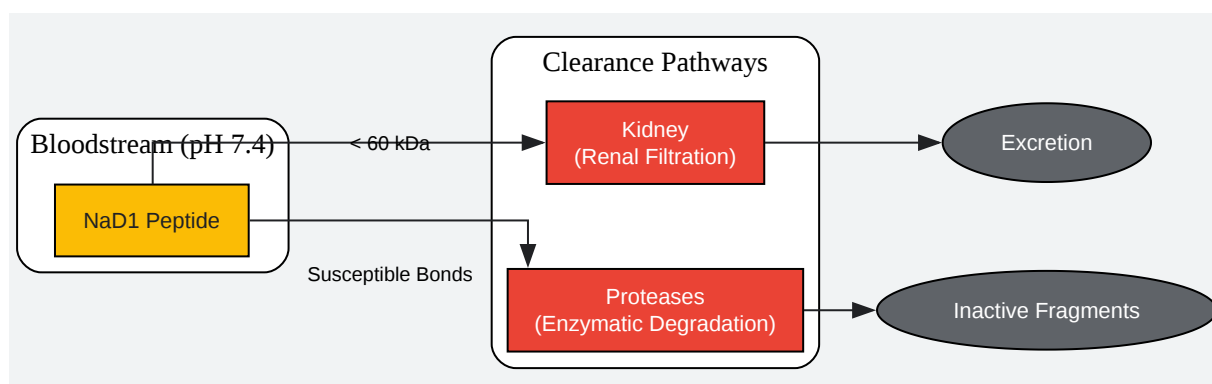 Clearance Pathways
Bloodstream (pH 7.4)
NaD1 Peptide
< 60 kDa
Susceptible Bonds
Kidney
(Renal Filtration)
Excretion
Proteases
(Enzymatic Degradation)
Inactive Fragments